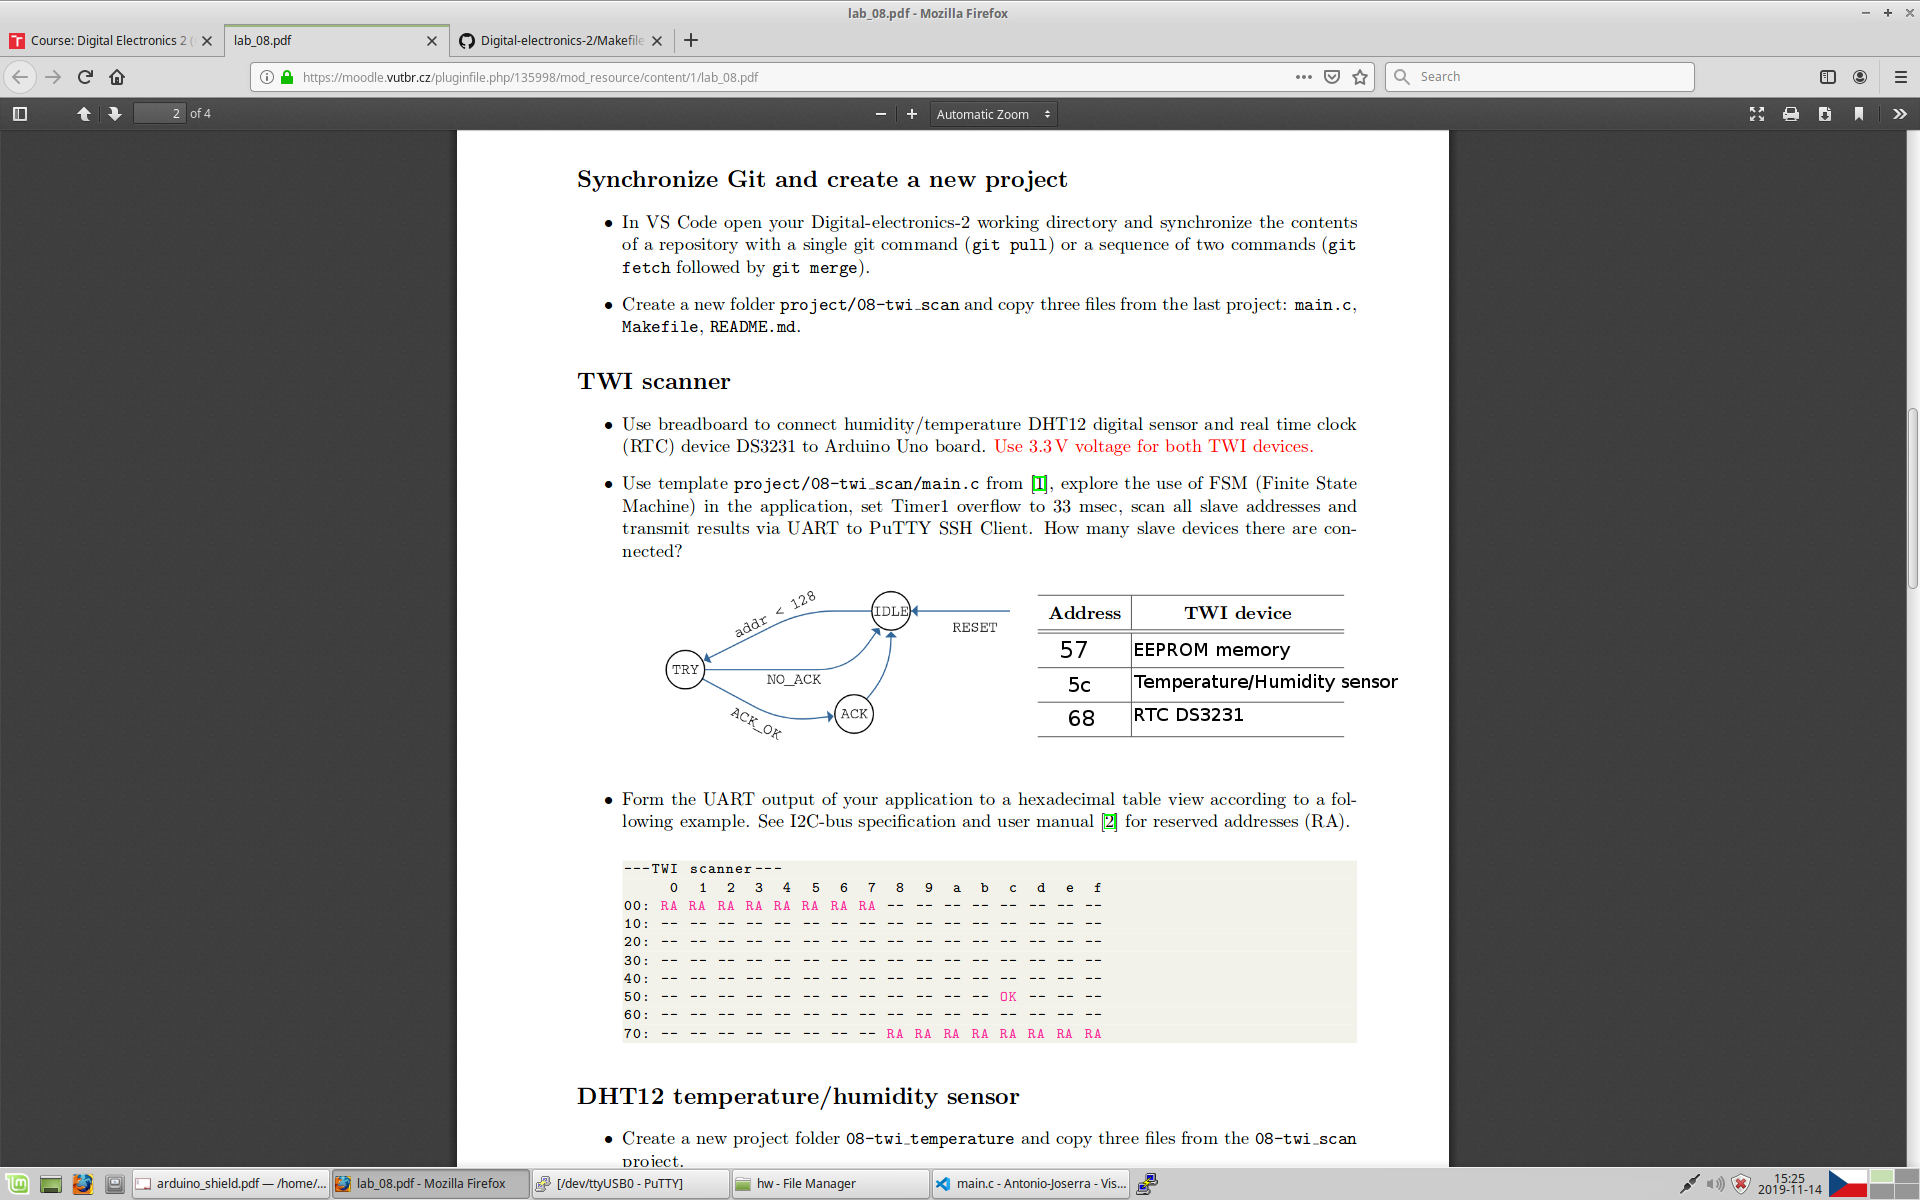 lab_08.pdf - Mozilla Firefox
Course: Digital Electronics 2 (
lab_08.pdf
Digital-electronics-2/Makefile
https://moodle.vutbr.cz/pluginfile.php/135998/mod_resource/content/1/lab_08.pdf
Search
2 of 4
Automatic Zoom
Synchronize Git and create a new project
• In VS Code open your Digital-electronics-2 working directory and synchronize the contents
of a repository with a single git command (git pull) or a sequence of two commands (git
fetch followed by git merge).
• Create a new folder project/08-twi_scan and copy three files from the last project: main.c,
Makefile, README.md.
TWI scanner
• Use breadboard to connect humidity/temperature DHT12 digital sensor and real time clock
(RTC) device DS3231 to Arduino Uno board. Use 3.3 V voltage for both TWI devices.
• Use template project/08-twi_scan/main.c from [1], explore the use of FSM (Finite State
Machine) in the application, set Timer1 overflow to 33 msec, scan all slave addresses and
transmit results via UART to PuTTY SSH Client. How many slave devices there are con-
nected?
addr < 128
IDLE
RESET
TRY
NO_ACK
ACK_OK
ACK
Address TWI device
57 EEPROM memory
5c Temperature/Humidity sensor
68 RTC DS3231
• Form the UART output of your application to a hexadecimal table view according to a fol-
lowing example. See I2C-bus specification and user manual [2] for reserved addresses (RA).
---TWI scanner---
0 1 2 3 4 5 6 7 8 9 a b c d e f
00: RA RA RA RA RA RA RA RA -- -- -- -- -- -- -- --
10: -- -- -- -- -- -- -- -- -- -- -- -- -- -- -- --
20: -- -- -- -- -- -- -- -- -- -- -- -- -- -- -- --
30: -- -- -- -- -- -- -- -- -- -- -- -- -- -- -- --
40: -- -- -- -- -- -- -- -- -- -- -- -- -- -- -- --
50: -- -- -- -- -- -- -- -- -- -- -- -- OK -- -- --
60: -- -- -- -- -- -- -- -- -- -- -- -- -- -- -- --
70: -- -- -- -- -- -- -- -- RA RA RA RA RA RA RA RA
DHT12 temperature/humidity sensor
• Create a new project folder 08-twi_temperature and copy three files from the 08-twi_scan
project.
arduino_shield.pdf — /home/...
lab_08.pdf - Mozilla Firefox
[/dev/ttyUSB0 - PuTTY]
hw - File Manager
main.c - Antonio-Joserra - Vis...
15:25
2019-11-14